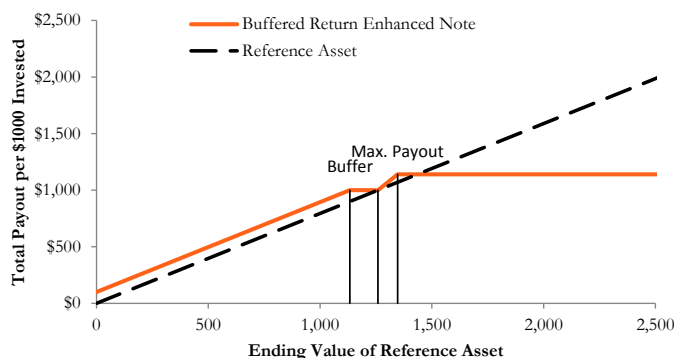 $2,500
Buffered Return Enhanced Note
Reference Asset
$2,000
$1,500
Max. Payout
Buffer
$1,000
$500
$0
0
500
1,000
1,500
2,000
2,500
Total Payout per $1000 Invested
Ending Value of Reference Asset